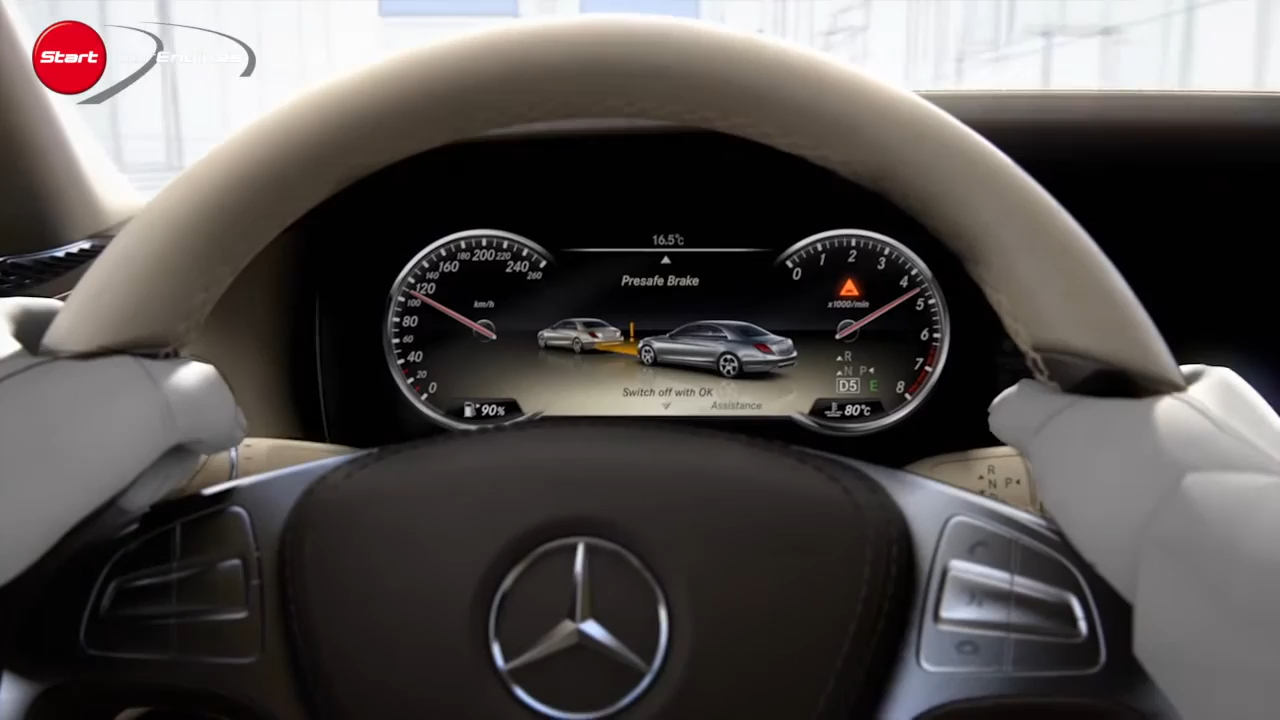 Start
16.5°c
Presafe Brake
0
20
40
60
80
100
120
140
160
180
200
220
240
260
km/h
0
1
2
3
4
5
6
7
8
x1000/min
R
N P
D5 E
Switch off with OK
Assistance
90%
80°c
R
N P